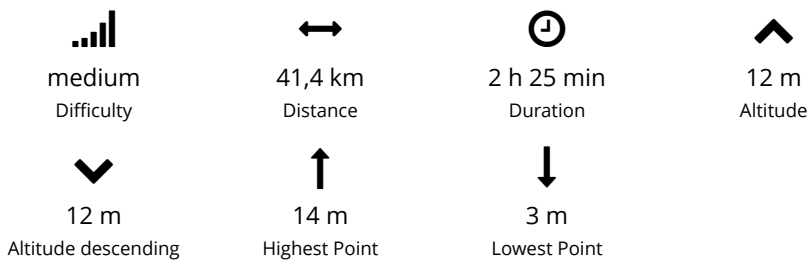 medium 41,4 km 2 h 25 min 12 m
Difficulty Distance Duration Altitude
12 m 14 m 3 m
Altitude descending Highest Point Lowest Point